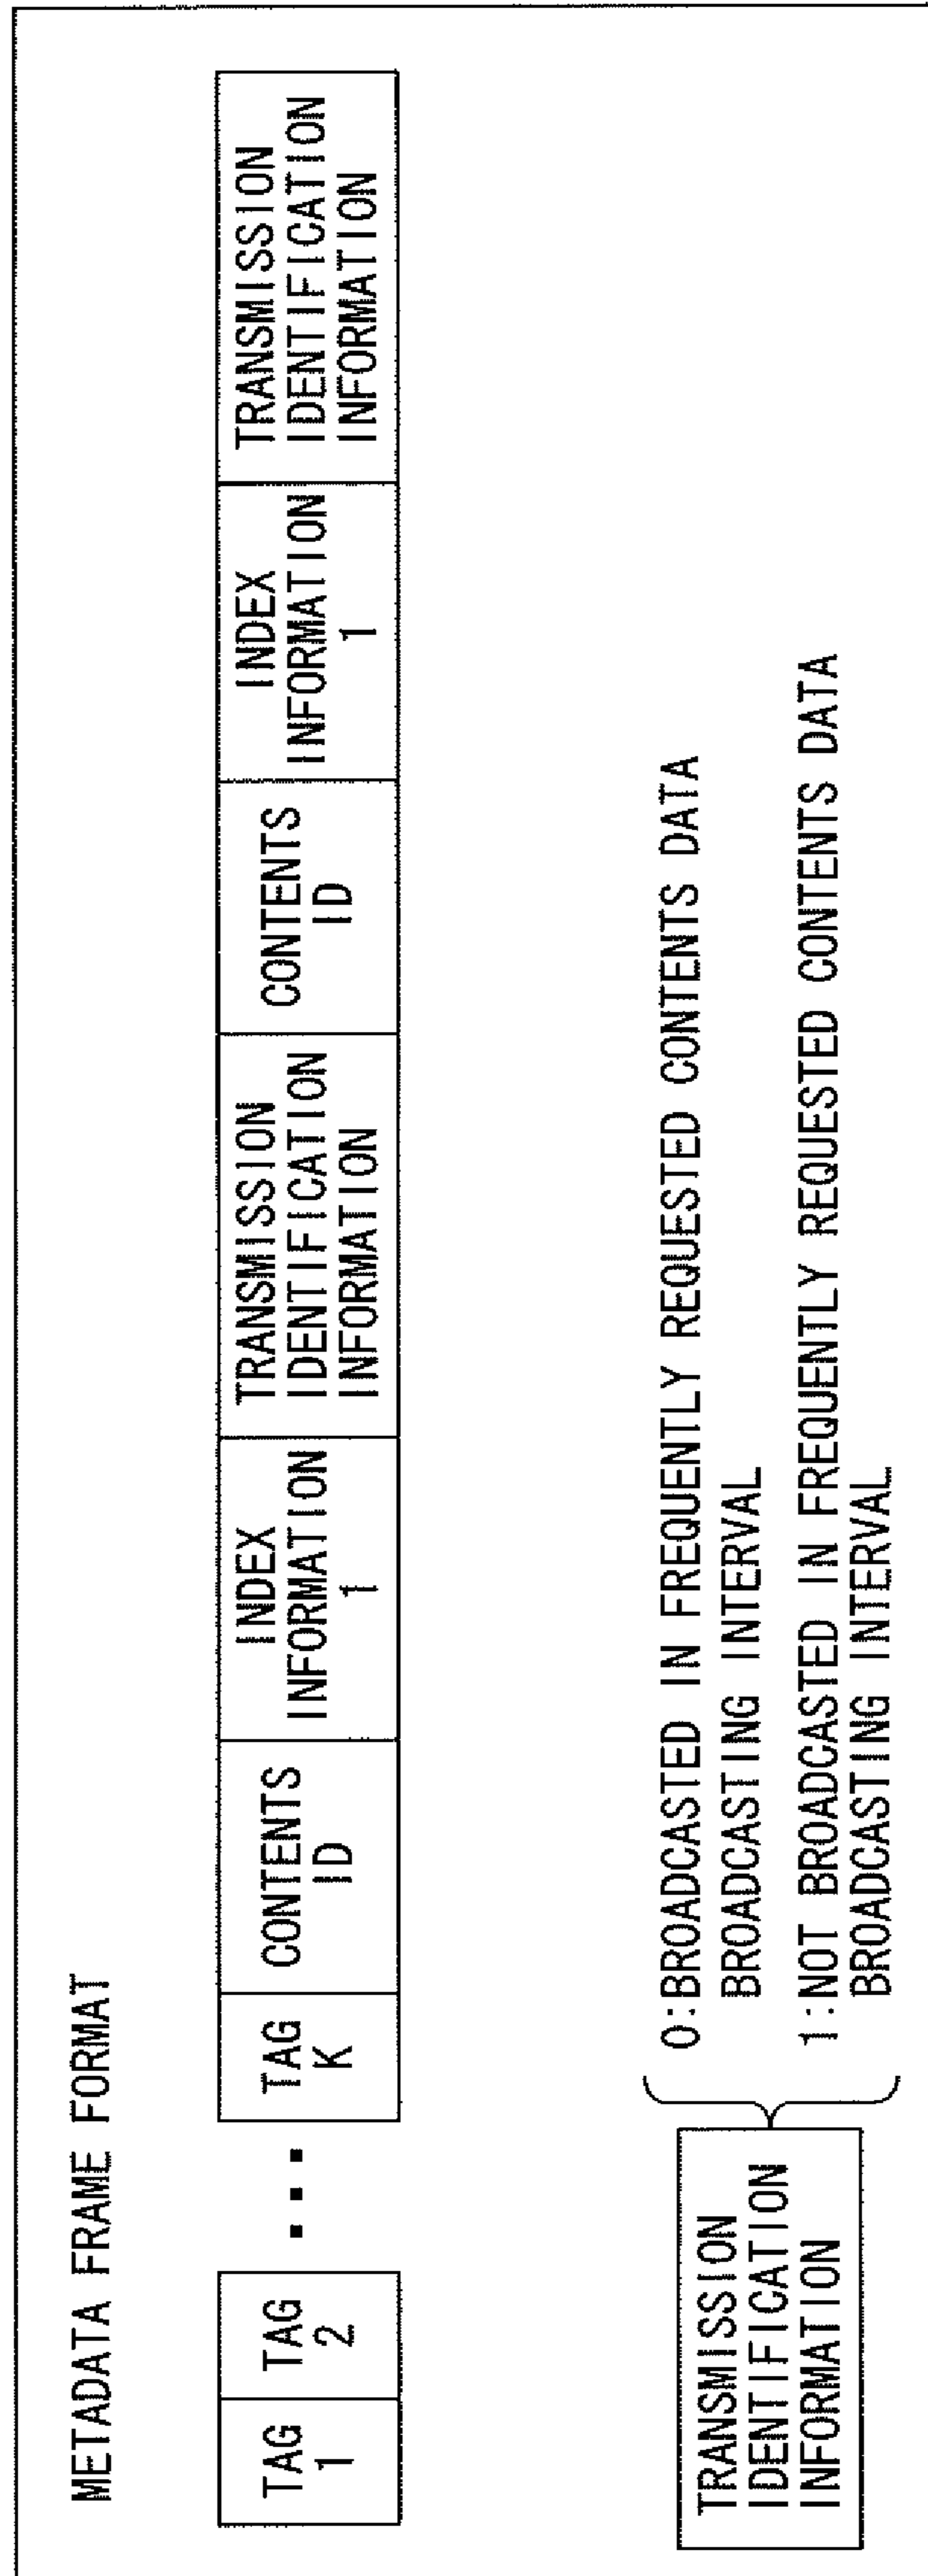 METADATA FRAME FORMAT
TAG
1
TAG
2
...
TAG
K
CONTENTS
ID
INDEX
INFORMATION
1
TRANSMISSION
IDENTIFICATION
INFORMATION
CONTENTS
ID
INDEX
INFORMATION
1
TRANSMISSION
IDENTIFICATION
INFORMATION
TRANSMISSION
IDENTIFICATION
INFORMATION
0:BROADCASTED IN FREQUENTLY REQUESTED CONTENTS DATA
BROADCASTING INTERVAL
1:NOT BROADCASTED IN FREQUENTLY REQUESTED CONTENTS DATA
BROADCASTING INTERVAL